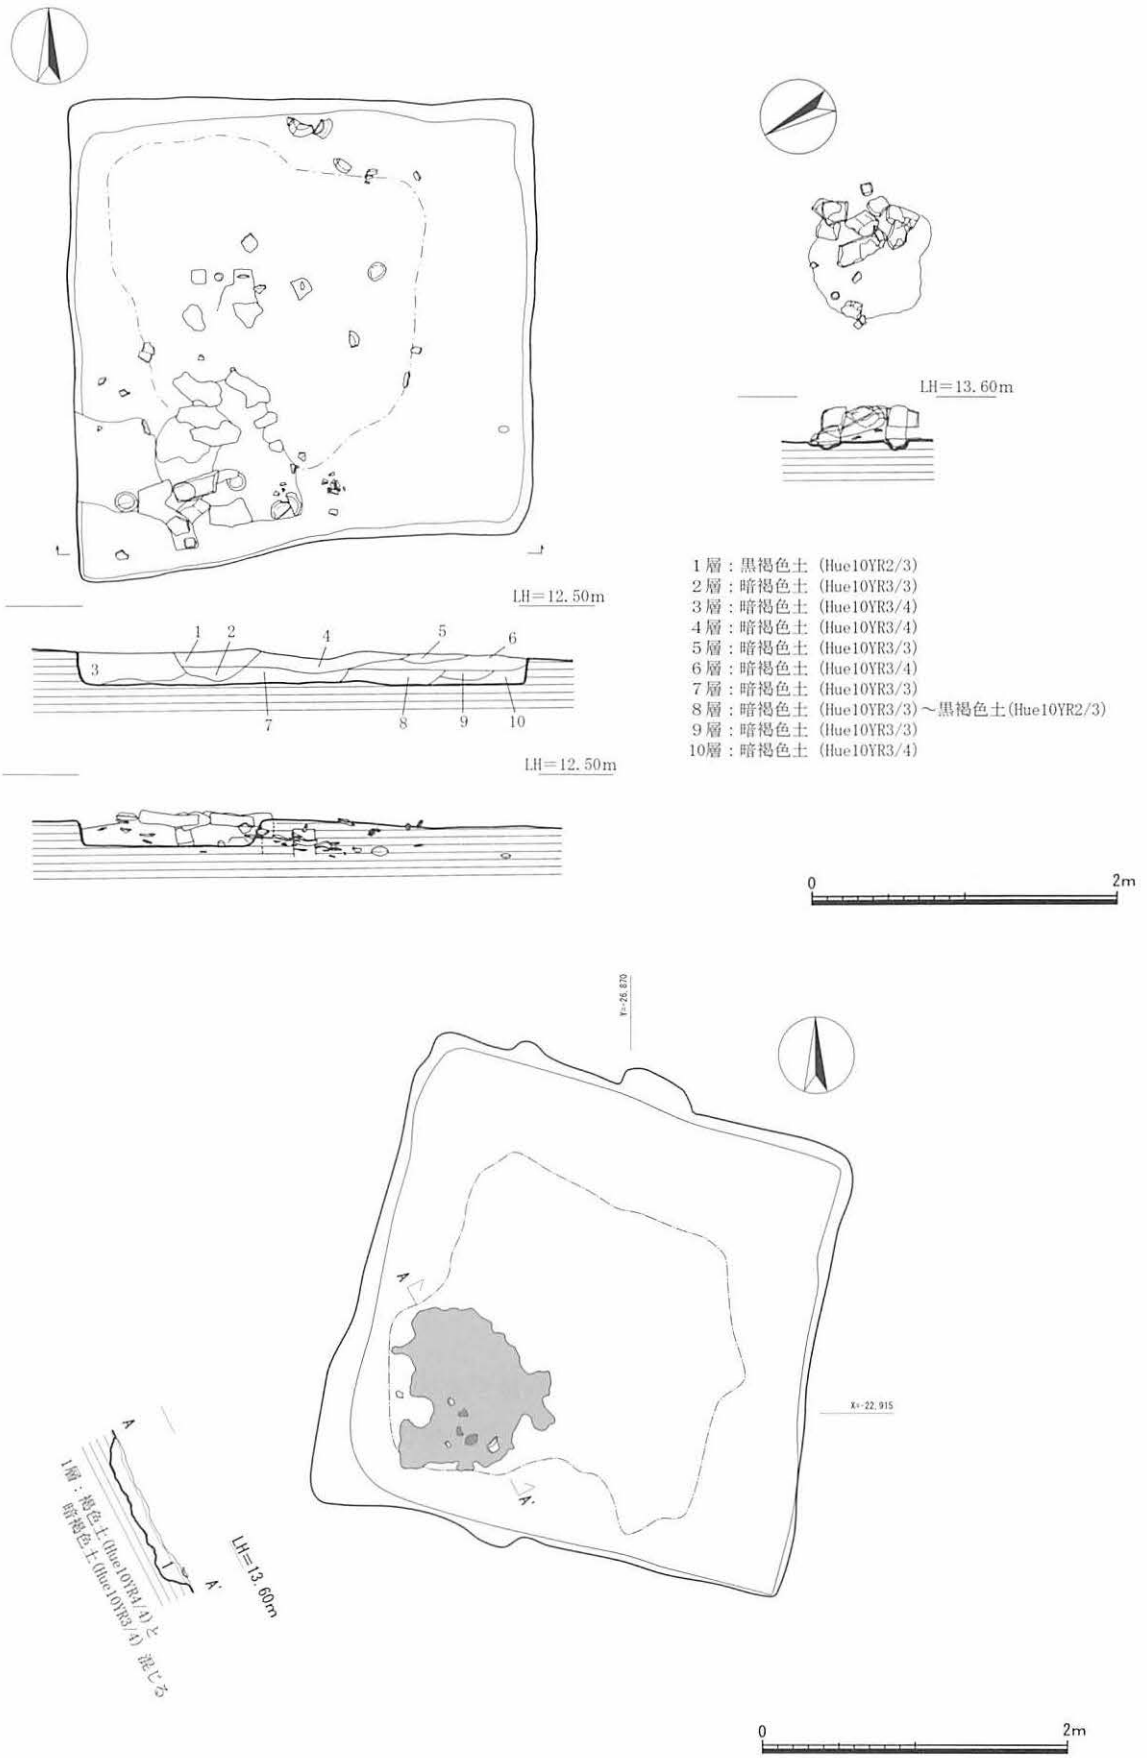 LH=13.60m
1層：黒褐色土 (Hue10YR2/3)
2層：暗褐色土 (Hue10YR3/3)
3層：暗褐色土 (Hue10YR3/4)
4層：暗褐色土 (Hue10YR3/4)
5層：暗褐色土 (Hue10YR3/3)
6層：暗褐色土 (Hue10YR3/4)
7層：暗褐色土 (Hue10YR3/3)
8層：暗褐色土 (Hue10YR3/3)～黒褐色土(Hue10YR2/3)
9層：暗褐色土 (Hue10YR3/3)
10層：暗褐色土 (Hue10YR3/4)
LH=12.50m
1 2 4 5 6
3
7 8 9 10
LH=12.50m
0 2m
Y=-26.870
A
X=-22.915
A'
A
1
A'
LH=13.60m
1層：褐色土(Hue10YR4/4)と
暗褐色土(Hue10YR3/4) 混じる
0 2m